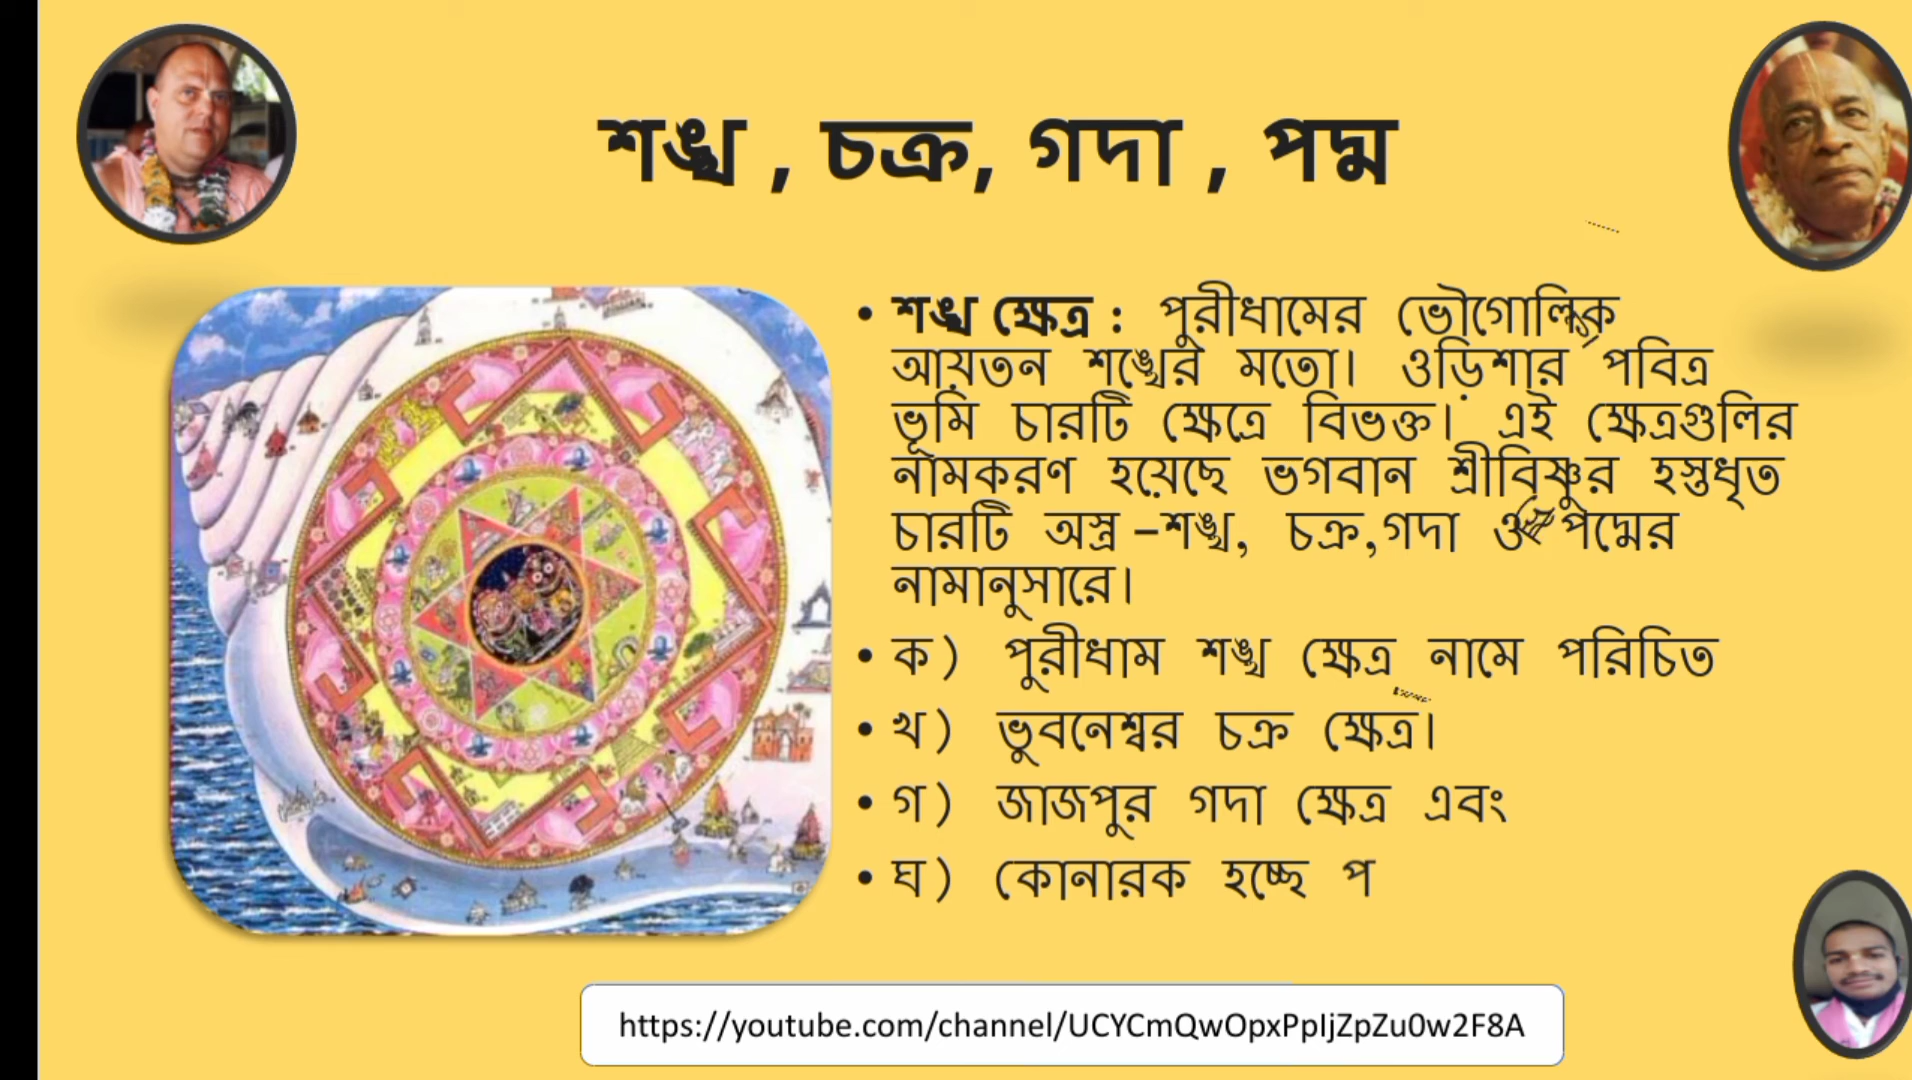 শঙ্খ , চক্র, গদা , পদ্ম
• শঙ্খ ক্ষেত্র : পুরীধামের ভৌগোলিক
আয়তন শঙ্খের মতো। ওড়িশার পবিত্র
ভূমি চারটি ক্ষেত্রে বিভক্ত। এই ক্ষেত্রগুলির
নামকরণ হয়েছে ভগবান শ্রীবিষ্ণুর হস্তধৃত
চারটি অস্ত্র –শঙ্খ, চক্র,গদা ও পদ্মের
নামানুসারে।
• ক) পুরীধাম শঙ্খ ক্ষেত্র নামে পরিচিত
• খ) ভুবনেশ্বর চক্র ক্ষেত্র।
• গ) জাজপুর গদা ক্ষেত্র এবং
• ঘ) কোনারক হচ্ছে প
https://youtube.com/channel/UCYCmQwOpxPpIjZpZu0w2F8A